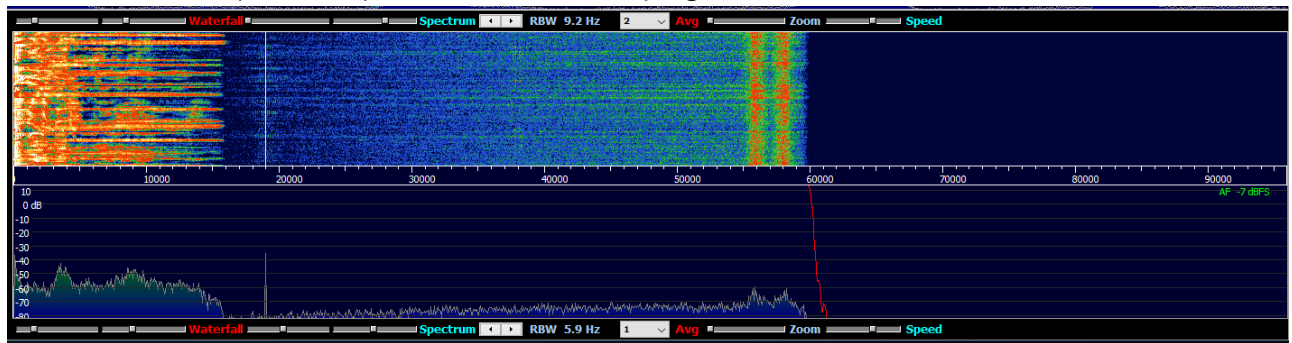 Waterfall Spectrum RBW 9.2 Hz 2 Avg Zoom Speed
10000 20000 30000 40000 50000 60000 70000 80000 90000
10 AF -7 dBFS
0 dB
-10
-20
-30
-40
-50
-60
-70
-80
Waterfall Spectrum RBW 5.9 Hz 1 Avg Zoom Speed